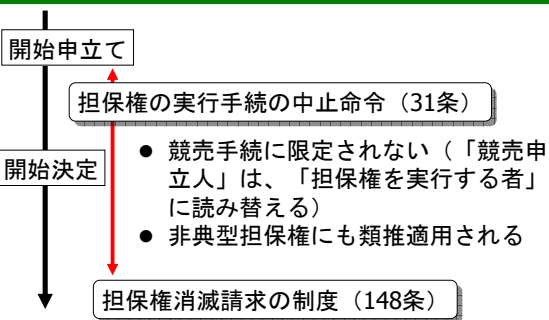 開始申立て
担保権の実行手続の中止命令（31条）
開始決定
● 競売手続に限定されない（「競売申
立人」は、「担保権を実行する者」
に読み替える）
● 非典型担保権にも類推適用される
担保権消滅請求の制度（148条）